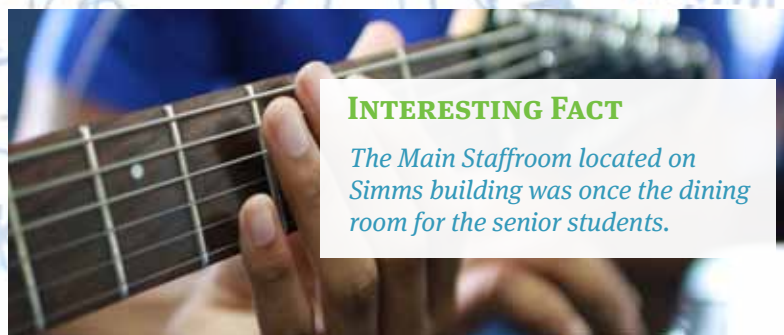 INTERESTING FACT
The Main Staffroom located on
Simms building was once the dining
room for the senior students.